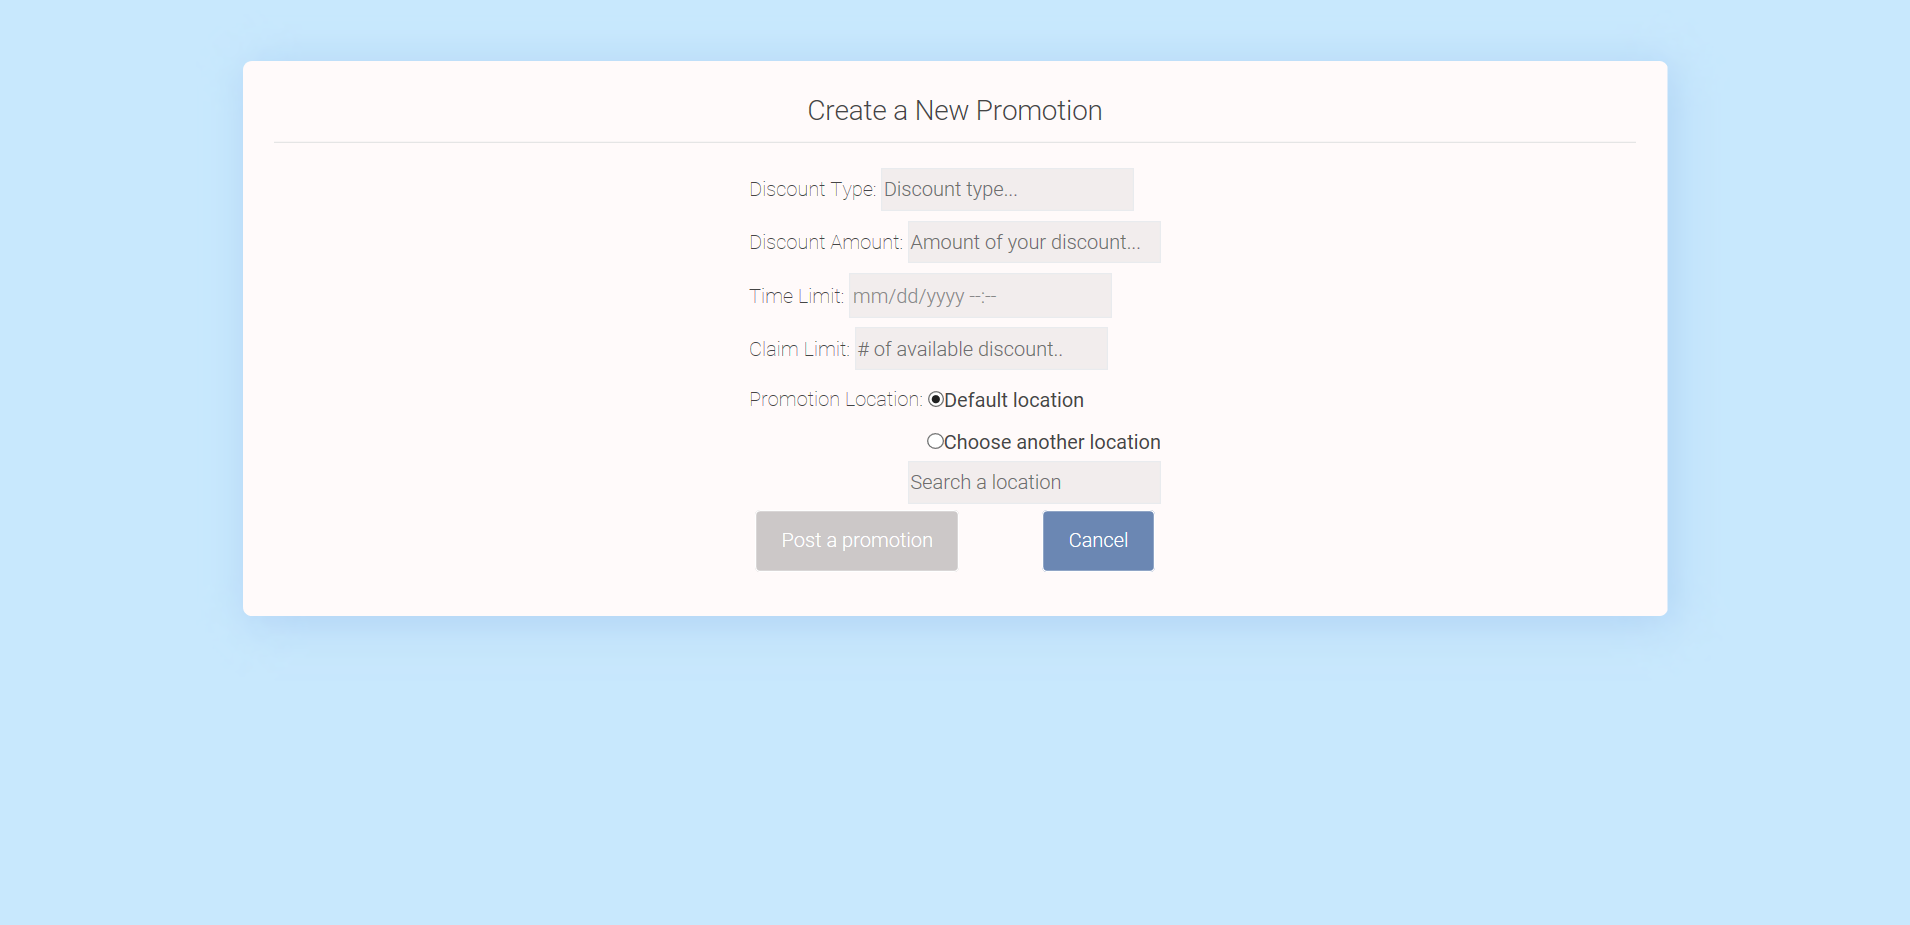 Create a New Promotion
Discount Type: Discount type...
Discount Amount: Amount of your discount...
Time Limit: mm/dd/yyyy --:--
Claim Limit: # of available discount..
Promotion Location: Default location
Choose another location
Search a location
Post a promotion Cancel